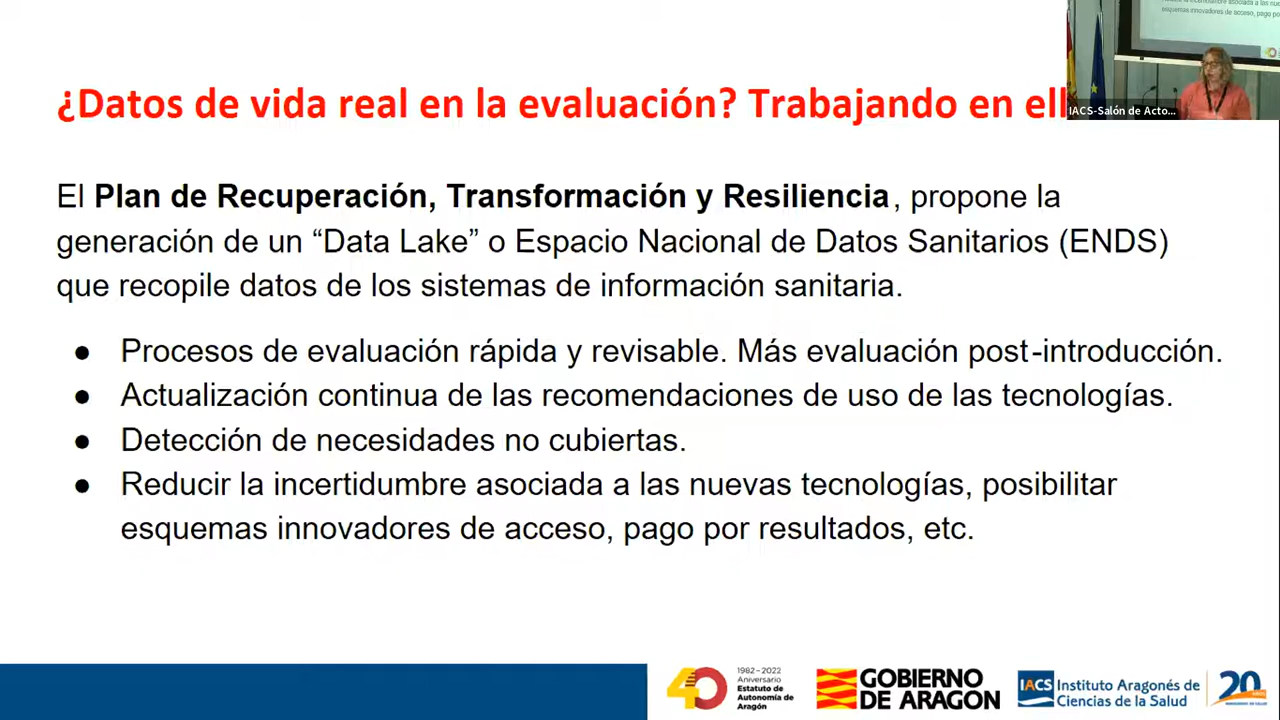 ¿Datos de vida real en la evaluación? Trabajando en ell
IACS-Salón de Acto...
El Plan de Recuperación, Transformación y Resiliencia, propone la
generación de un “Data Lake” o Espacio Nacional de Datos Sanitarios (ENDS)
que recopile datos de los sistemas de información sanitaria.
● Procesos de evaluación rápida y revisable. Más evaluación post-introducción.
● Actualización continua de las recomendaciones de uso de las tecnologías.
● Detección de necesidades no cubiertas.
● Reducir la incertidumbre asociada a las nuevas tecnologías, posibilitar
esquemas innovadores de acceso, pago por resultados, etc.
40
1982-2022
Aniversario
Estatuto de
Autonomía de
Aragón
GOBIERNO
DE ARAGON
IACS
Instituto Aragonés de
Ciencias de la Salud
20